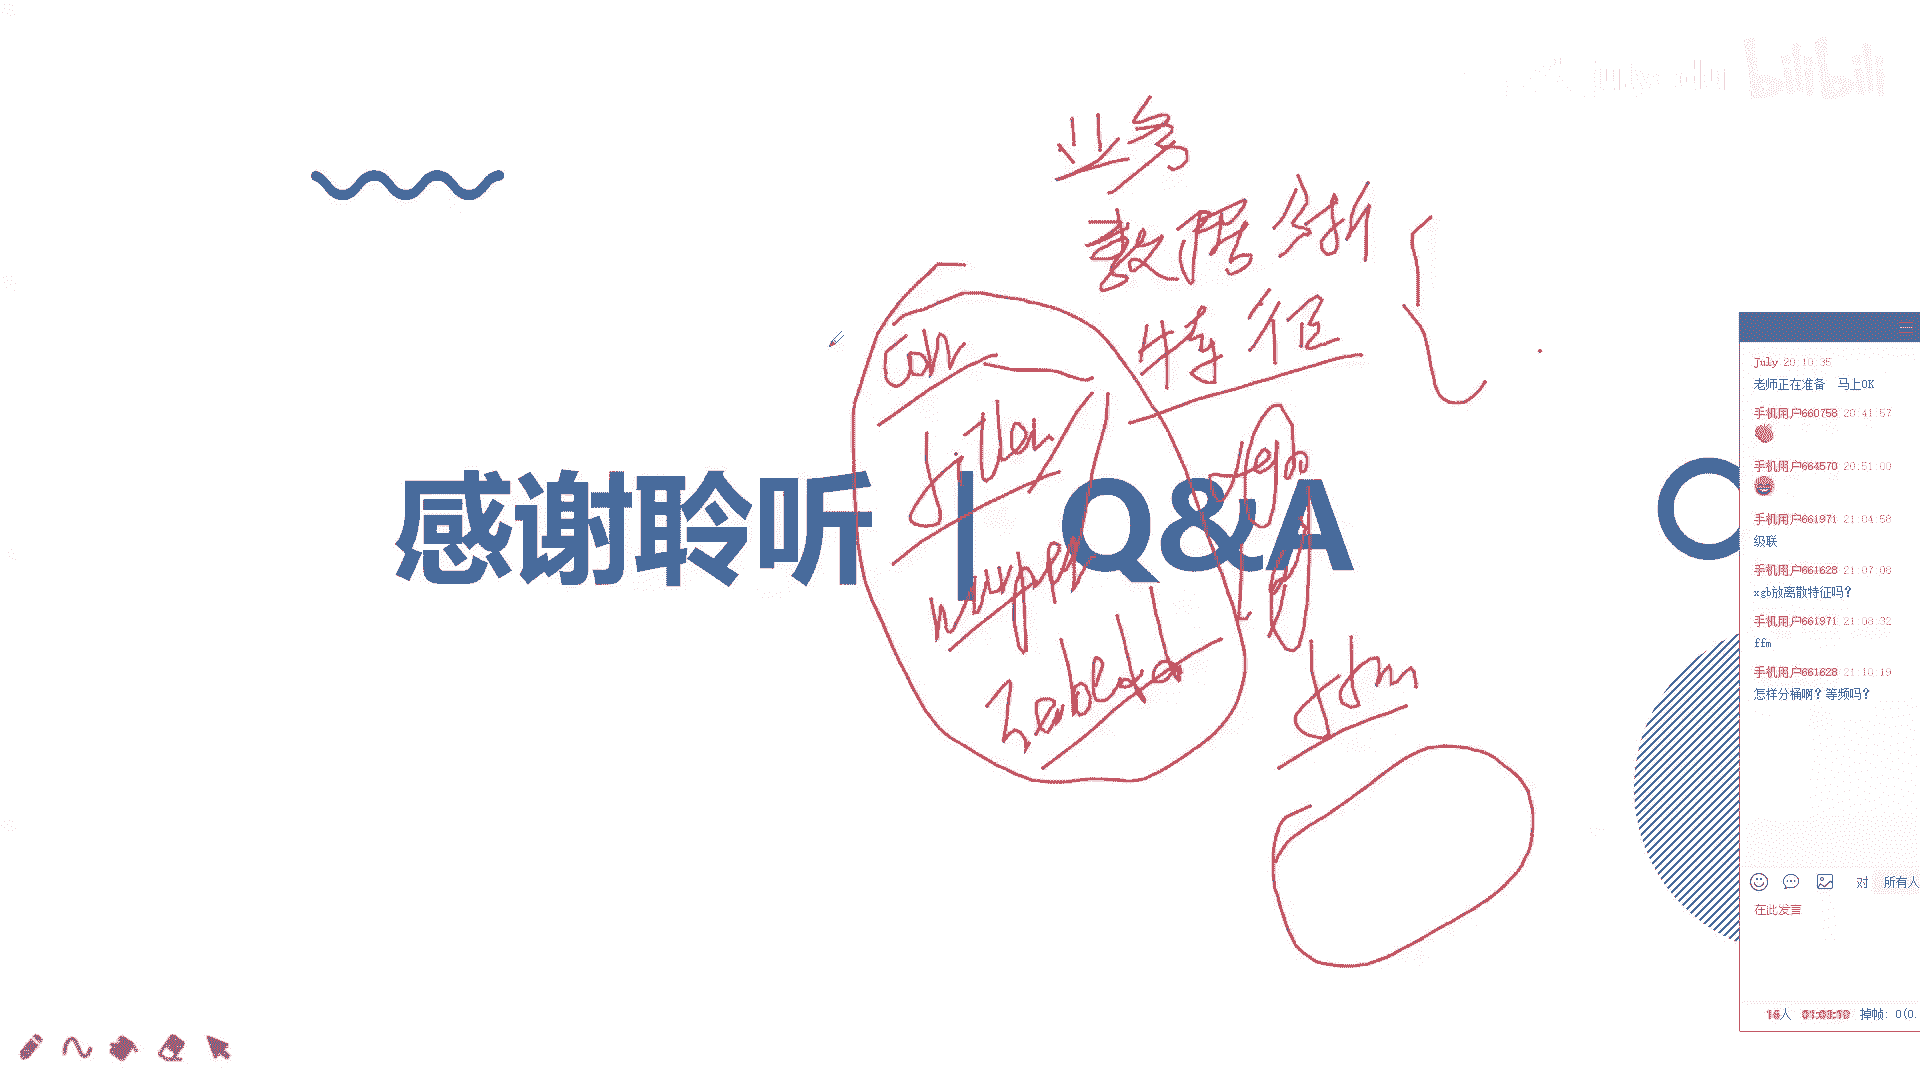 bilibili
业务
数据分析
特征
感谢聆听 | Q&A
corr
filter
wrapper
xgb
ffm
July 20:10:35
老师正在准备 马上OK
手机用户660758 20:41:57
手机用户664570 20:51:00
手机用户661971 21:04:58
级联
手机用户661628 21:07:06
xgb放离散特征吗?
手机用户661971 21:08:32
ffm
手机用户661628 21:10:19
怎样分桶啊?等频吗?
对 所有人
在此发言
16人 01:03:10 掉帧: 0(0.